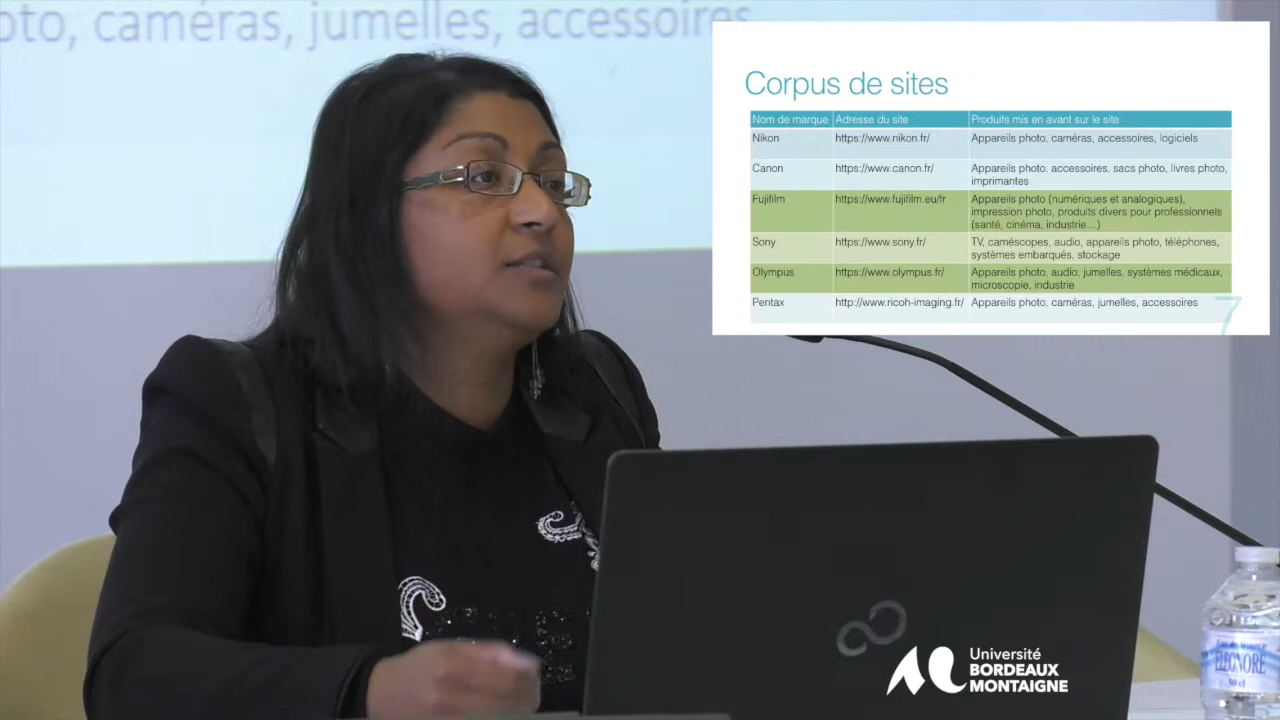 oto, caméras, jumelles, accessoires
Corpus de sites
Nom de marque Adresse du site Produits mis en avant sur le site
Nikon https://www.nikon.fr/ Appareils photo, caméras, accessoires, logiciels
Canon https://www.canon.fr/ Appareils photo, accessoires, sacs photo, livres photo,
imprimantes
Fujifilm https://www.fujifilm.eu/fr Appareils photo (numériques et analogiques),
impression photo, produits divers pour professionnels
(santé, cinéma, industrie…)
Sony https://www.sony.fr/ TV, caméscopes, audio, appareils photo, téléphones,
systèmes embarqués, stockage
Olympus https://www.olympus.fr/ Appareils photo, audio, jumelles, systèmes médicaux,
microscopie, industrie
Pentax http://www.ricoh-imaging.fr/ Appareils photo, caméras, jumelles, accessoires
7
Université
BORDEAUX
MONTAIGNE
ELEONORE
50 cl